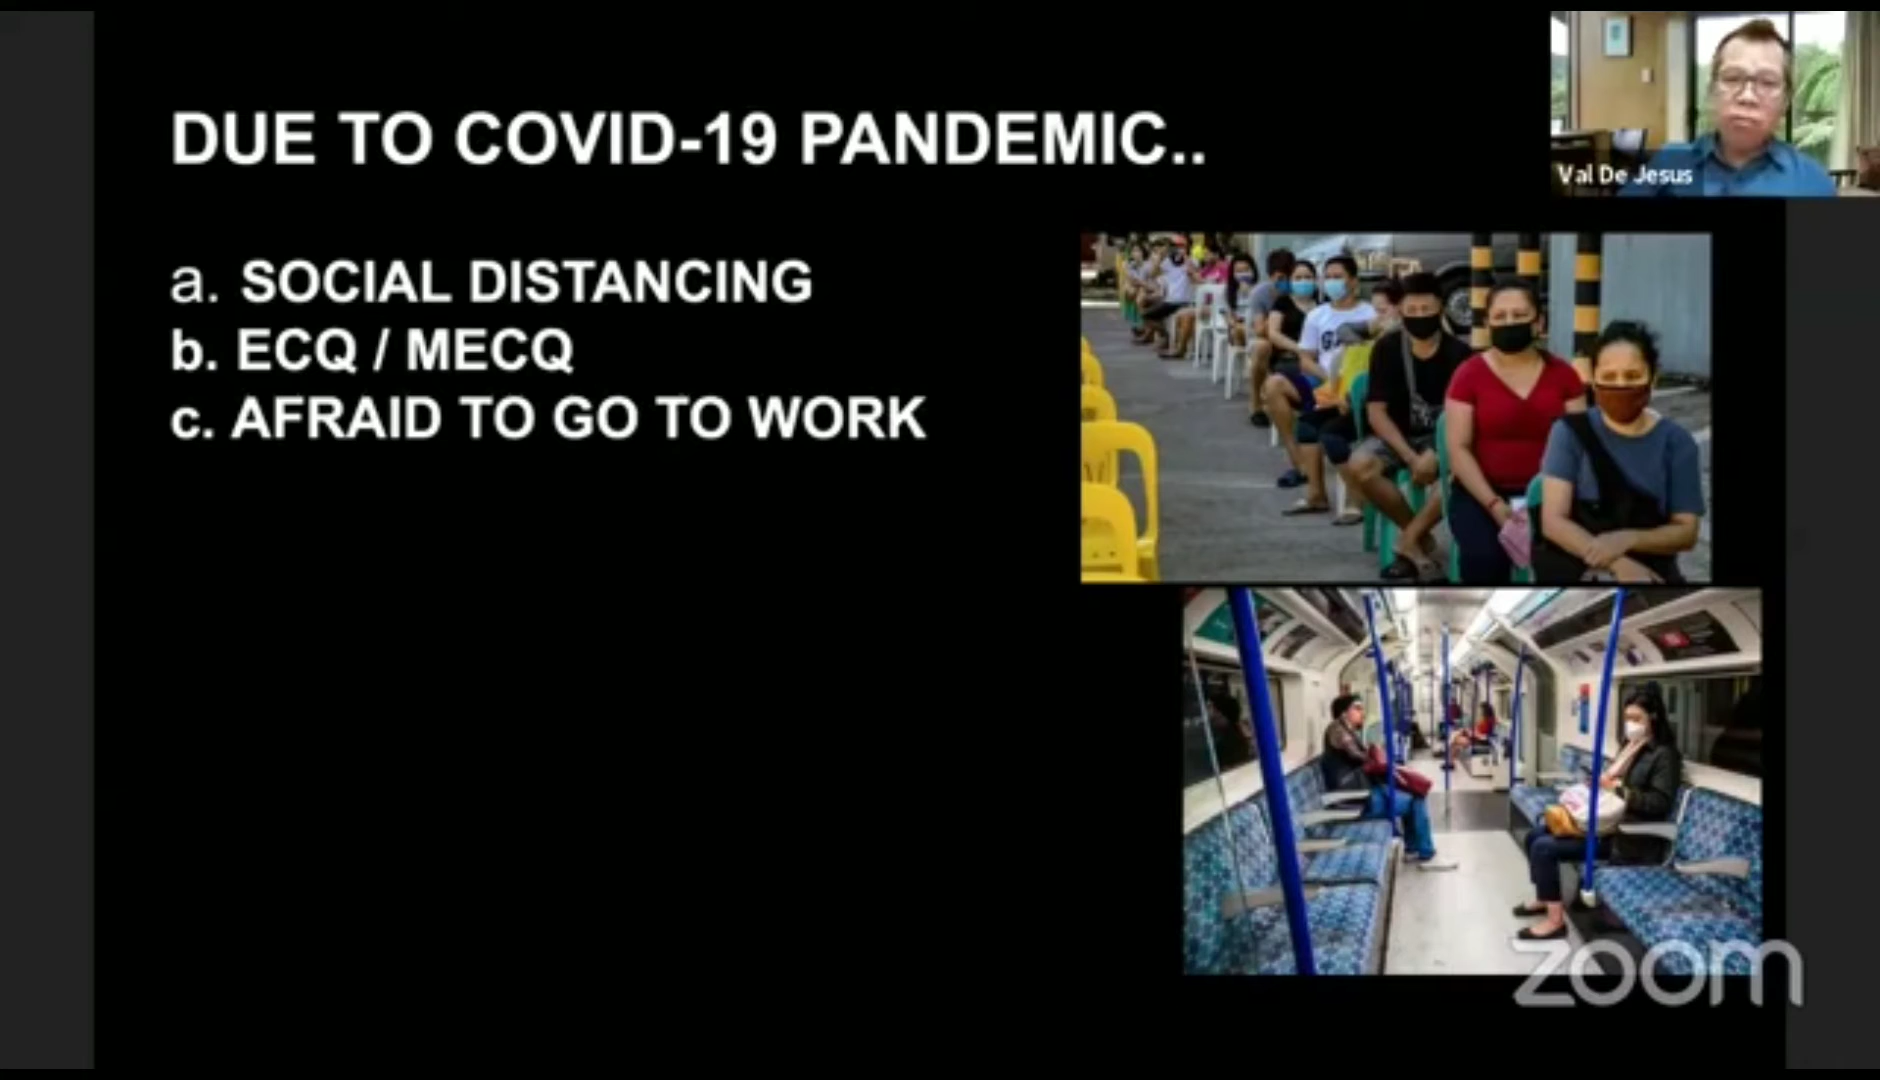 DUE TO COVID-19 PANDEMIC..
Val De Jesus
a. SOCIAL DISTANCING
b. ECQ / MECQ
c. AFRAID TO GO TO WORK
zoom